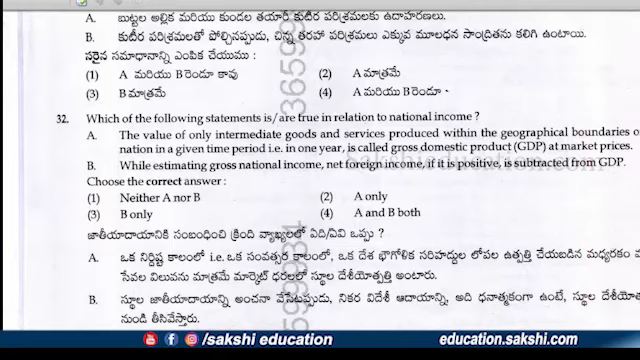 A. బుట్టల అల్లిక మరియు కుండల తయారీ కుటీర పరిశ్రమలకు ఉదాహరణలు.
B. కుటీర పరిశ్రమలతో పోల్చినప్పుడు, చిన్న తరహా పరిశ్రమలు ఎక్కువ మూలధన సాంద్రితను కలిగి ఉంటాయి.
సరైన సమాధానాన్ని ఎంపిక చేయుము :
(1) A మరియు B రెండూ కావు (2) A మాత్రమే
(3) B మాత్రమే (4) A మరియు B రెండూ
32. Which of the following statements is/are true in relation to national income ?
A. The value of only intermediate goods and services produced within the geographical boundaries o
nation in a given time period i.e. in one year, is called gross domestic product (GDP) at market prices.
B. While estimating gross national income, net foreign income, if it is positive, is subtracted from GDP.
Choose the correct answer :
(1) Neither A nor B (2) A only
(3) B only (4) A and B both
జాతీయాదాయానికి సంబంధించి క్రింది వ్యాఖ్యలలో ఏది/ఏవి ఒప్పు ?
A. ఒక నిర్దిష్ట కాలంలో i.e. ఒక సంవత్సర కాలంలో, ఒక దేశ భౌగోళిక సరిహద్దుల లోపల ఉత్పత్తి చేయబడిన మధ్యరకం
సేవల విలువను మాత్రమే మార్కెట్ ధరలలో స్థూల దేశీయోత్పత్తి అంటారు.
B. స్థూల జాతీయాదాయాన్ని అంచనా వేసేటప్పుడు, నికర విదేశీ ఆదాయాన్ని, అది ధనాత్మకంగా ఉంటే, స్థూల దేశీయో
నుండి తీసివేస్తారు.
/sakshi education education.sakshi.com